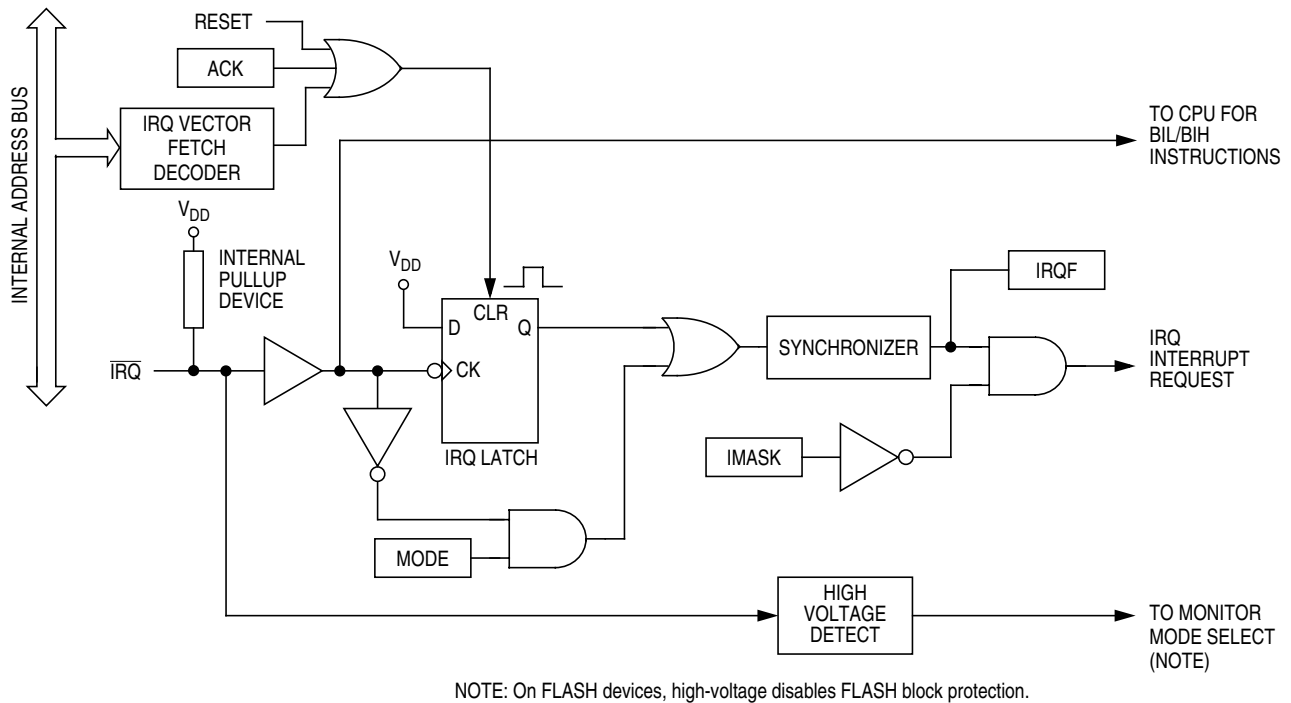 INTERNAL ADDRESS BUS
RESET
ACK
IRQ VECTOR
FETCH
DECODER
TO CPU FOR
BIL/BIH
INSTRUCTIONS
VDD
INTERNAL
PULLUP
DEVICE
VDD
CLR
D
Q
CK
IRQ LATCH
IRQ
SYNCHRONIZER
IRQF
IRQ
INTERRUPT
REQUEST
IMASK
MODE
HIGH
VOLTAGE
DETECT
TO MONITOR
MODE SELECT
(NOTE)
NOTE: On FLASH devices, high-voltage disables FLASH block protection.